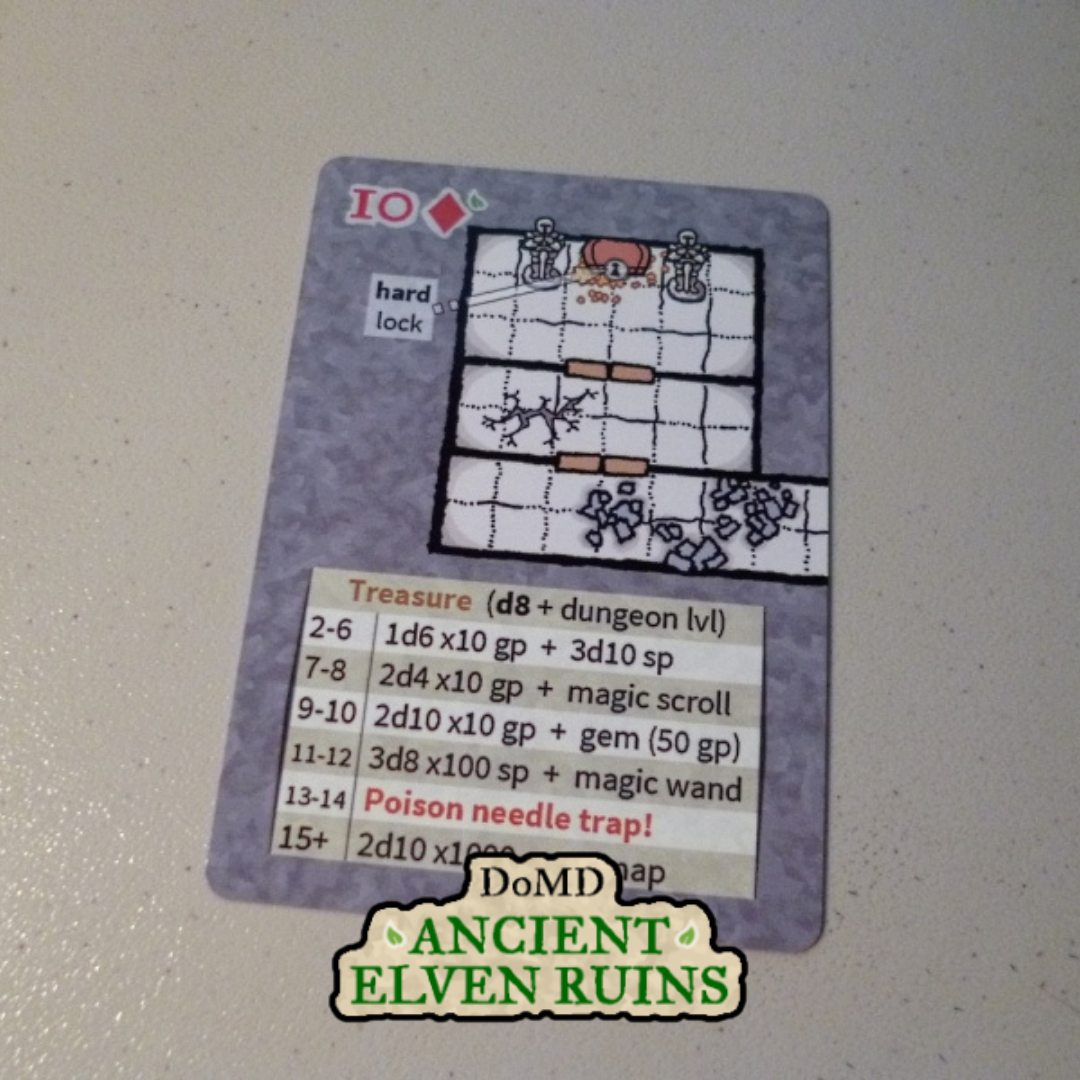 10
hard
lock
1
Treasure (d8 + dungeon lvl)
2-6 1d6 x10 gp + 3d10 sp
7-8 2d4 x10 gp + magic scroll
9-10 2d10 x10 gp + gem (50 gp)
11-12 3d8 x100 sp + magic wand
13-14 Poison needle trap!
15+ 2d10
DoMD
ANCIENT
ELVEN RUINS